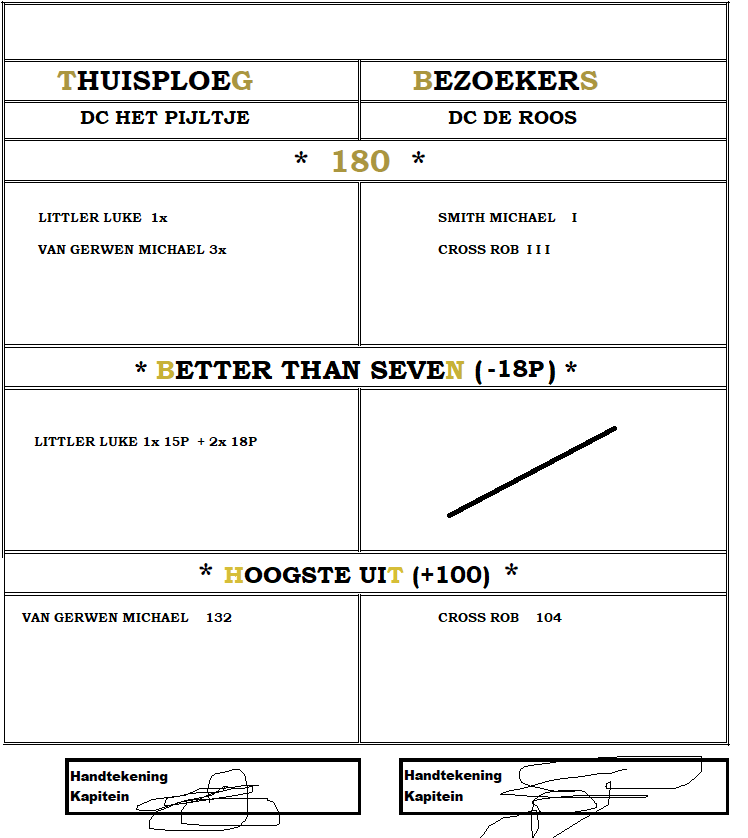 THUISPLOEG
BEZOEKERS
DC HET PIJLTJE
DC DE ROOS
* 180 *
LITTLER LUKE 1x
VAN GERWEN MICHAEL 3x
SMITH MICHAEL I
CROSS ROB I I I
* BETTER THAN SEVEN (-18P) *
LITTLER LUKE 1x 15P + 2x 18P
* HOOGSTE UIT (+100) *
VAN GERWEN MICHAEL 132
CROSS ROB 104
Handtekening
Kapitein
Handtekening
Kapitein